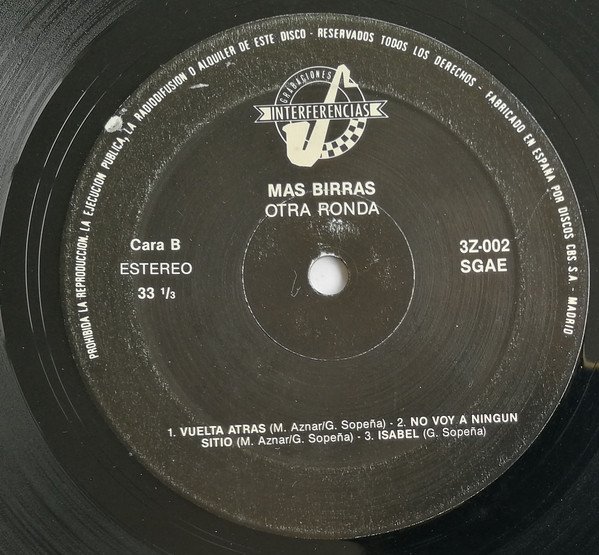 PROHIBIDA LA REPRODUCCION, LA EJECUCION PUBLICA, LA RADIODIFUSION O ALQUILER DE ESTE DISCO - RESERVADOS TODOS LOS DERECHOS - FABRICADO EN ESPAÑA POR DISCOS CBS S.A. - MADRID
GRABACIONES
INTERFERENCIAS
MAS BIRRAS
OTRA RONDA
Cara B
ESTEREO
33 1/3
3Z-002
SGAE
1. VUELTA ATRAS (M. Aznar/G. Sopeña) - 2. NO VOY A NINGUN
SITIO (M. Aznar/G. Sopeña) - 3. ISABEL (G. Sopeña)